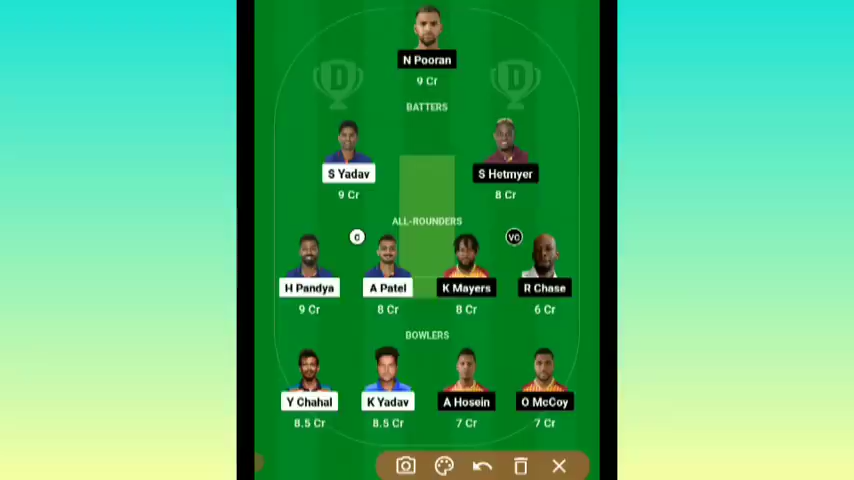 N Pooran
9 Cr
D D
BATTERS
S Yadav S Hetmyer
9 Cr 8 Cr
ALL-ROUNDERS
C VC
H Pandya A Patel K Mayers R Chase
9 Cr 8 Cr 8 Cr 6 Cr
BOWLERS
Y Chahal K Yadav A Hosein O McCoy
8.5 Cr 8.5 Cr 7 Cr 7 Cr